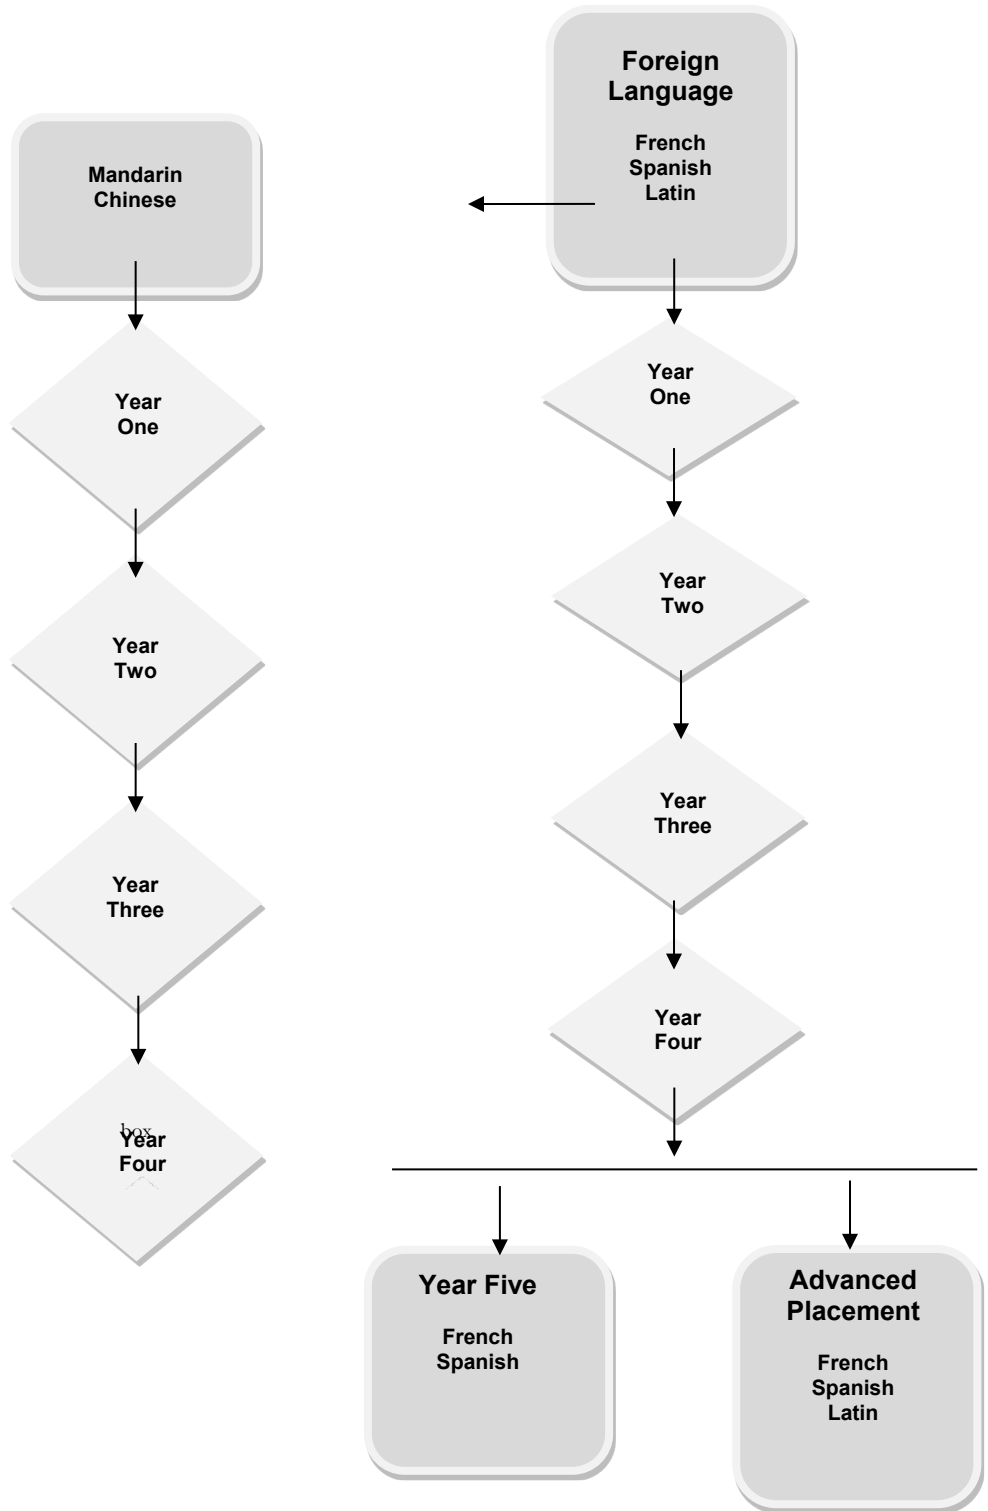 Foreign
Language
French
Spanish
Latin
Mandarin
Chinese
Year
One
Year
Two
Year
Three
box
Year
Four
Year
One
Year
Two
Year
Three
Year
Four
Year Five
French
Spanish
Advanced
Placement
French
Spanish
Latin